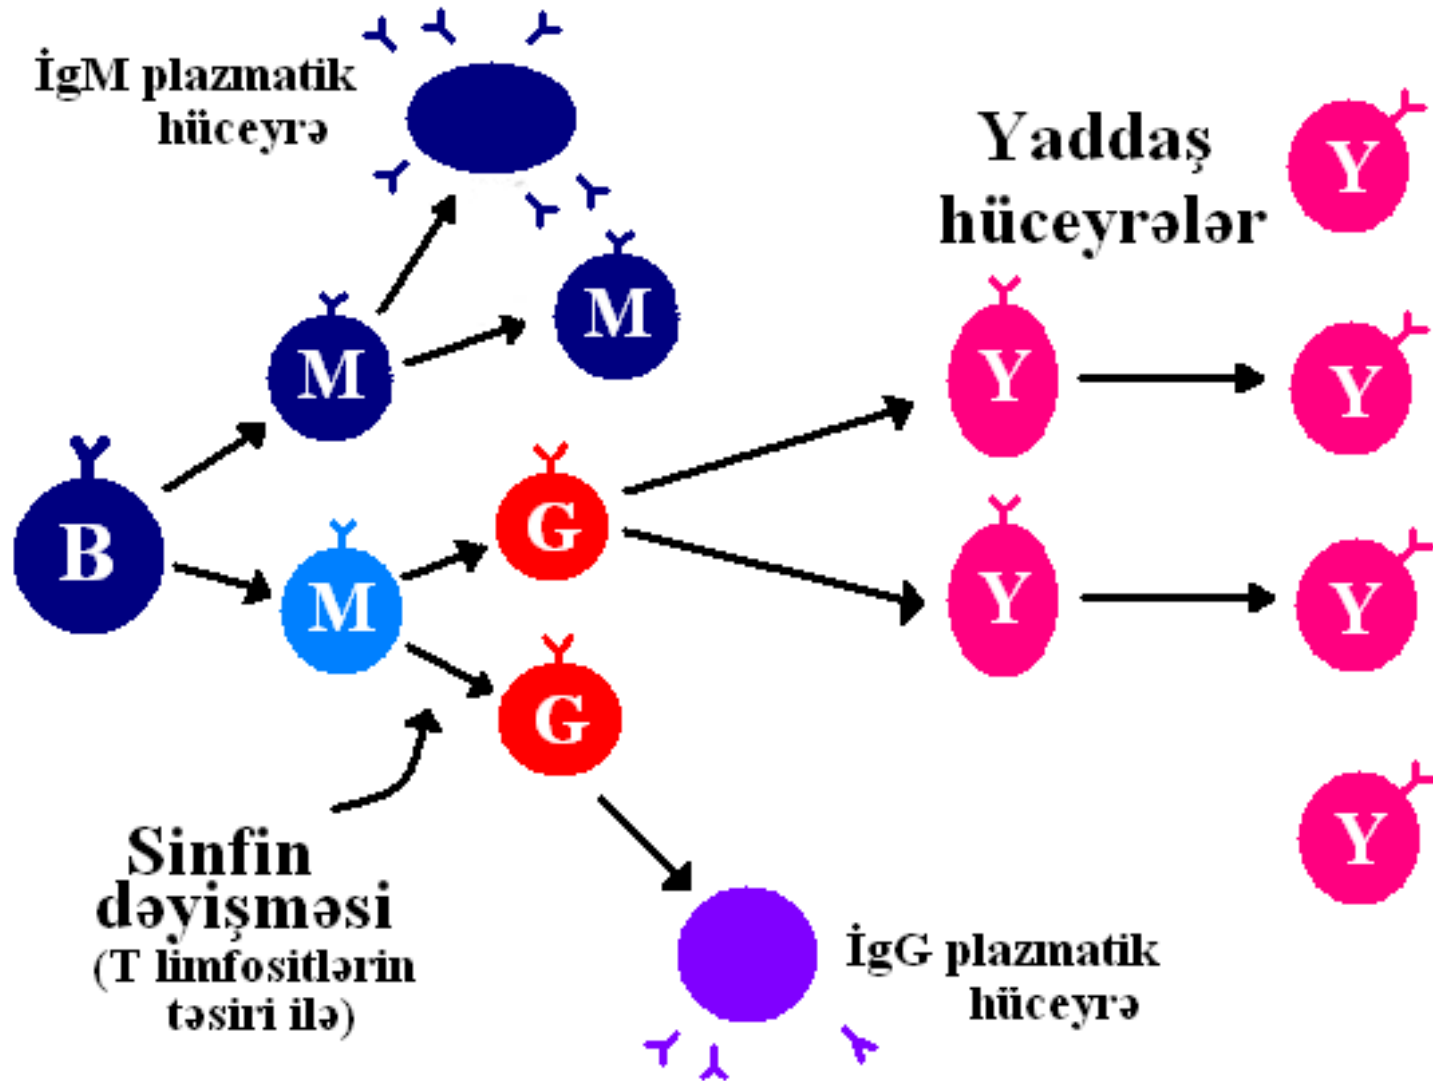 İgM plazmatik
hüceyrə
Yaddaş
hüceyrələr
Y
M
Y
M
Y
Y
B
G
M
Y
Y
G
Sinfin
dəyişməsi
(T limfositlərin
təsiri ilə)
Y
İgG plazmatik
hüceyrə